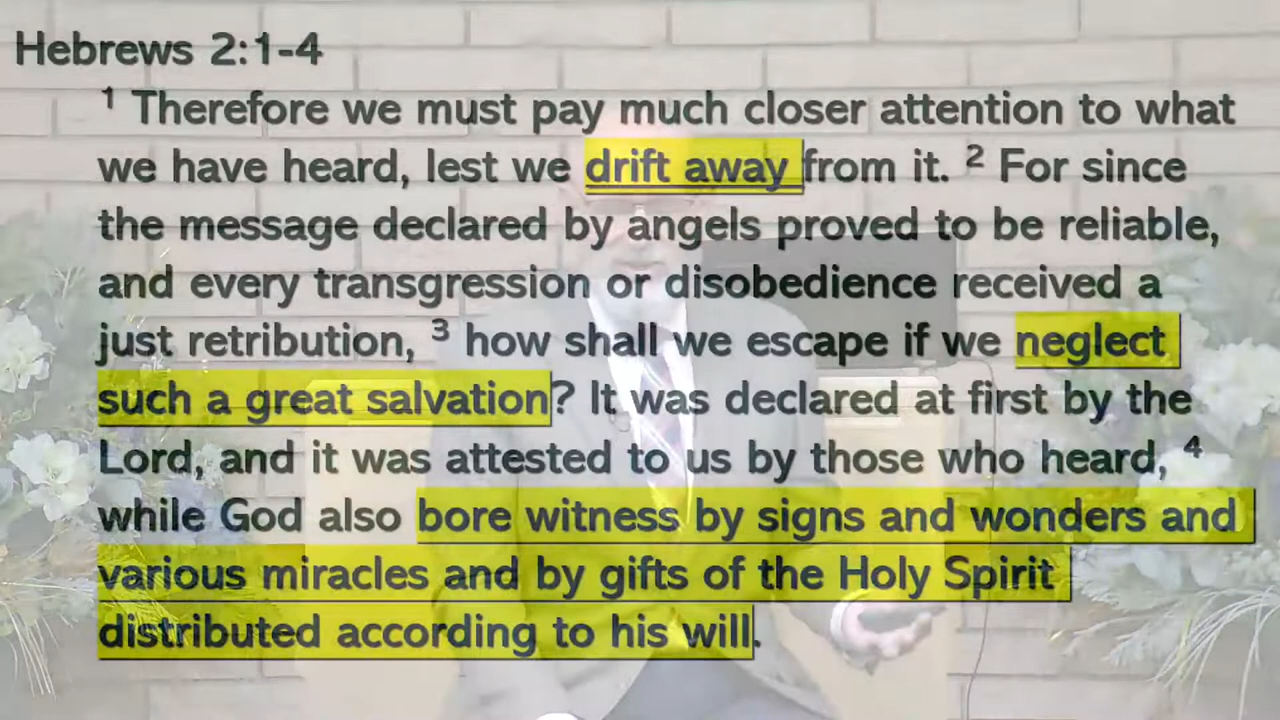 Hebrews 2:1-4
1 Therefore we must pay much closer attention to what
we have heard, lest we drift away from it. 2 For since
the message declared by angels proved to be reliable,
and every transgression or disobedience received a
just retribution, 3 how shall we escape if we neglect
such a great salvation? It was declared at first by the
Lord, and it was attested to us by those who heard, 4
while God also bore witness by signs and wonders and
various miracles and by gifts of the Holy Spirit
distributed according to his will.